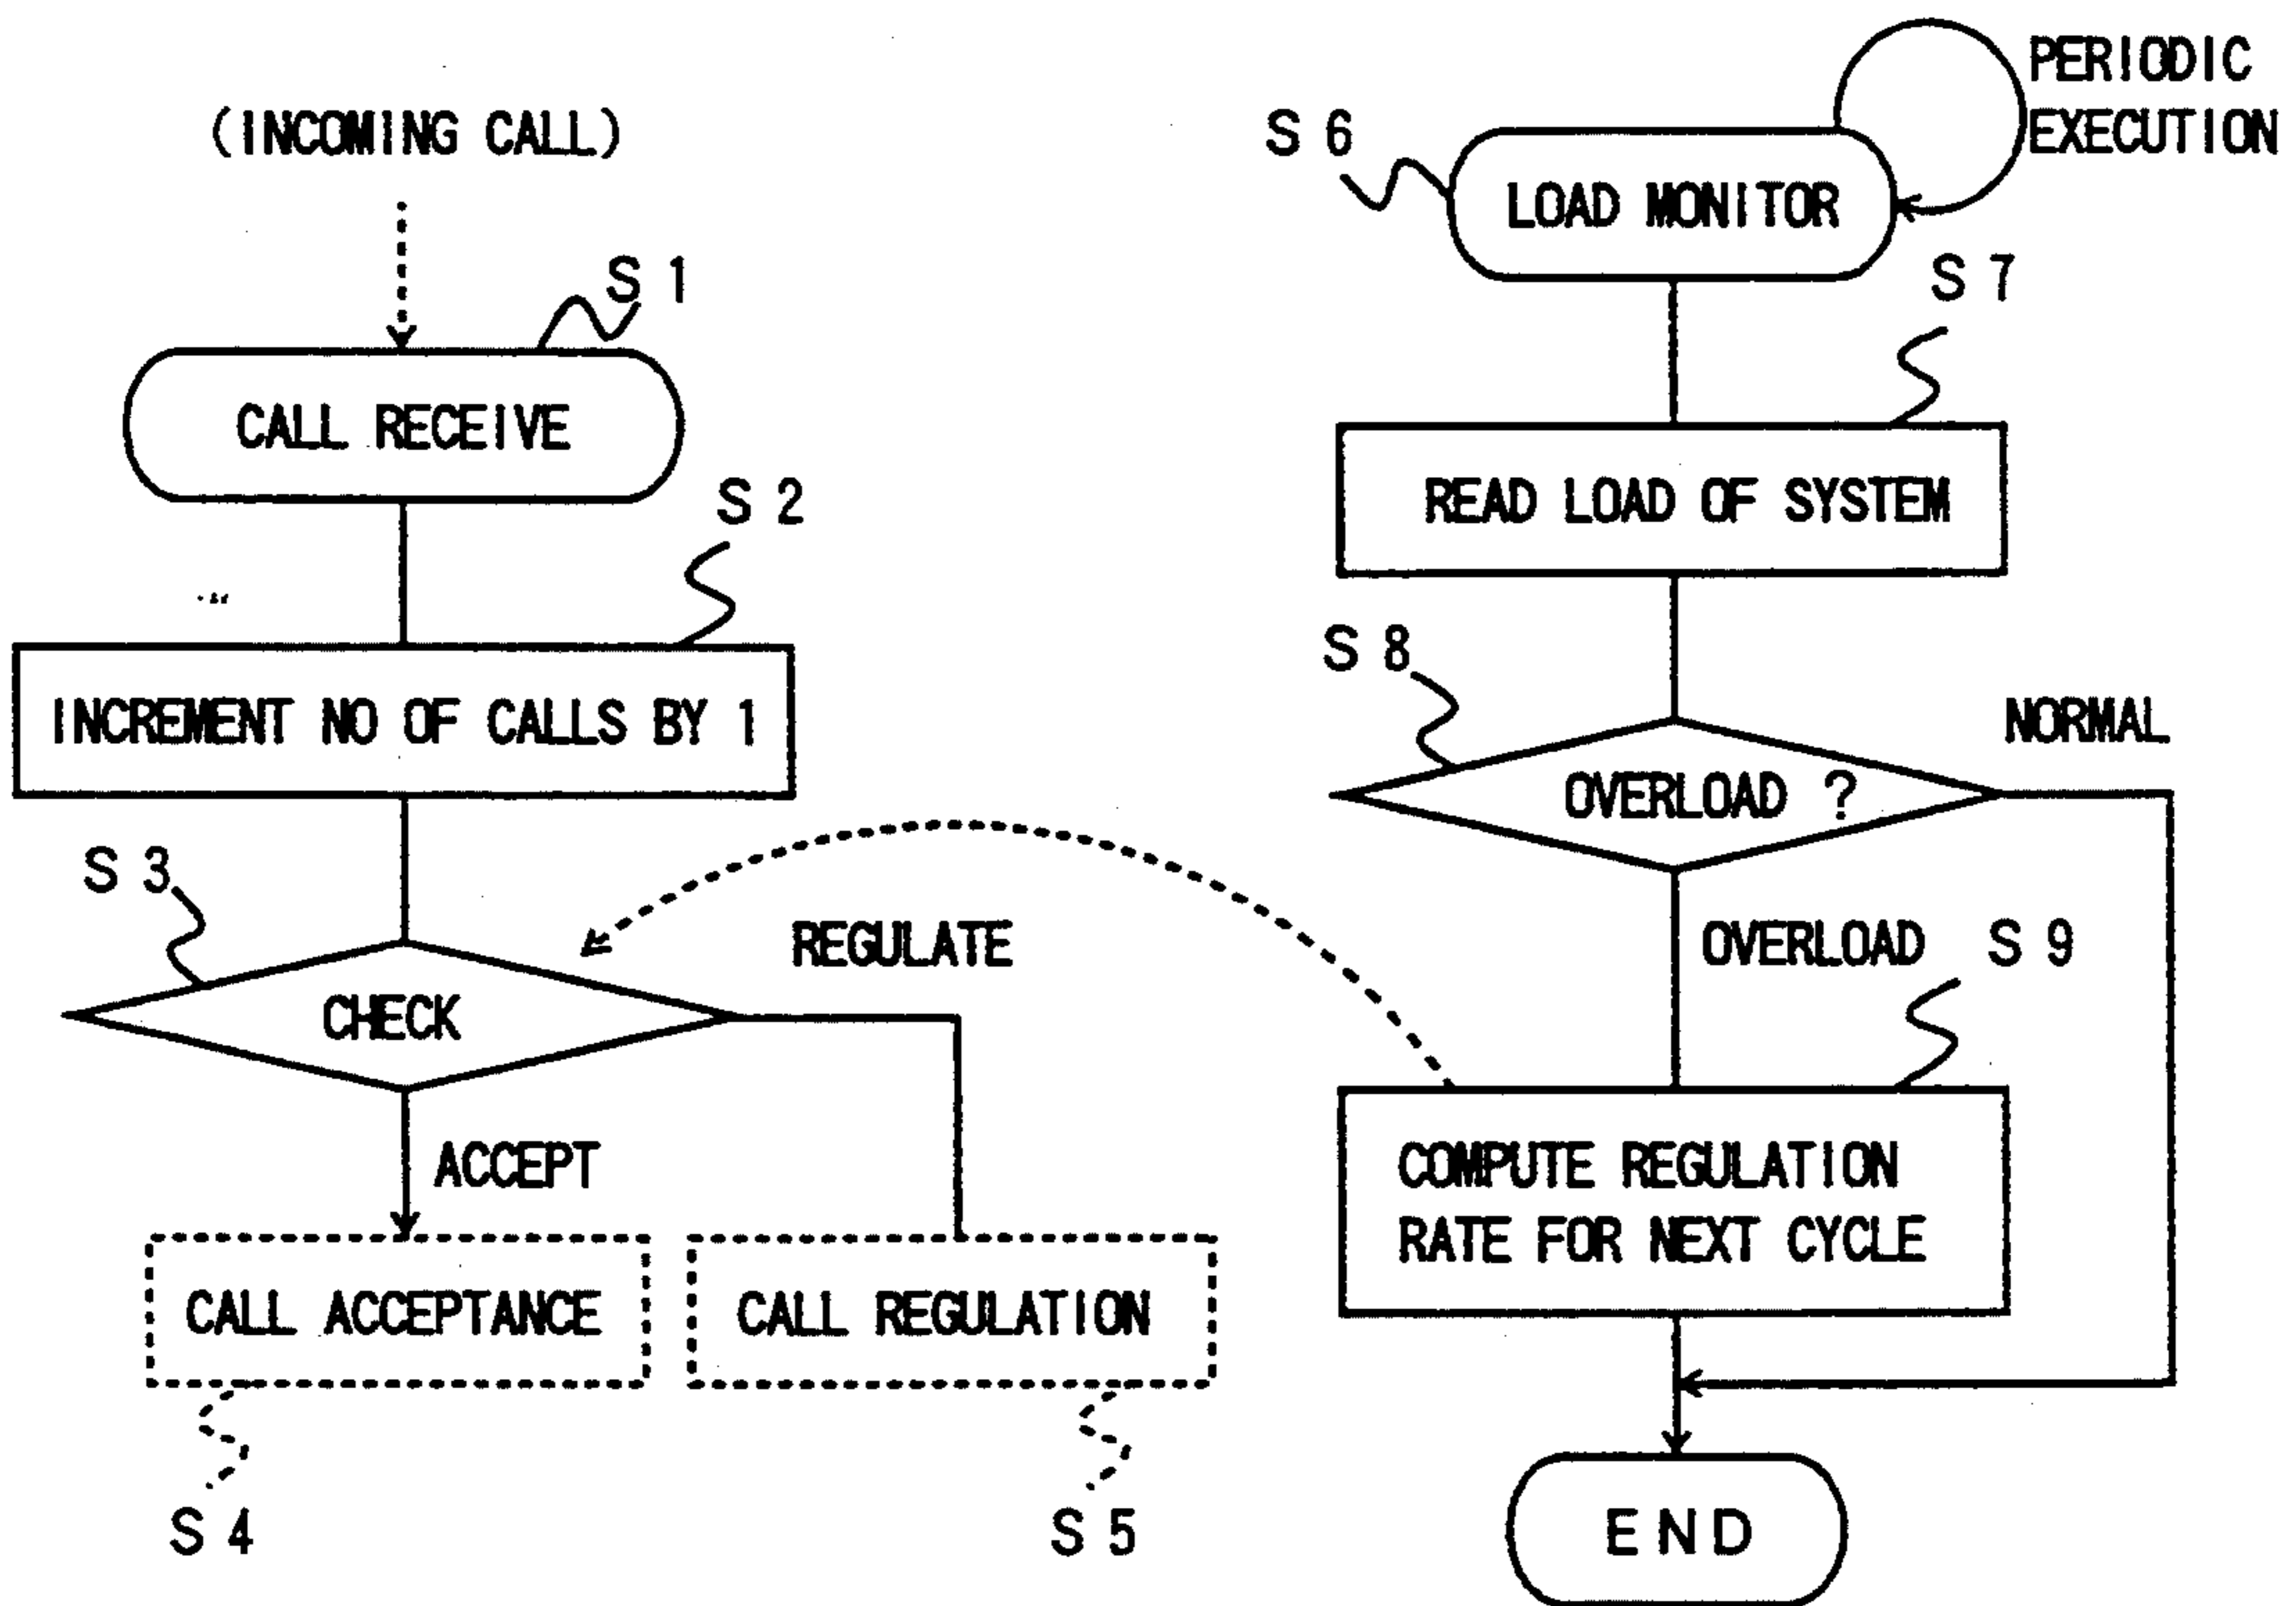 (INCOMING CALL)
S 1
CALL RECEIVE
S 2
INCREMENT NO OF CALLS BY 1
S 3
CHECK
REGULATE
ACCEPT
CALL ACCEPTANCE
CALL REGULATION
S 4
S 5
PERIODIC
EXECUTION
S 6
LOAD MONITOR
S 7
READ LOAD OF SYSTEM
S 8
NORMAL
OVERLOAD ?
OVERLOAD
S 9
COMPUTE REGULATION
RATE FOR NEXT CYCLE
END